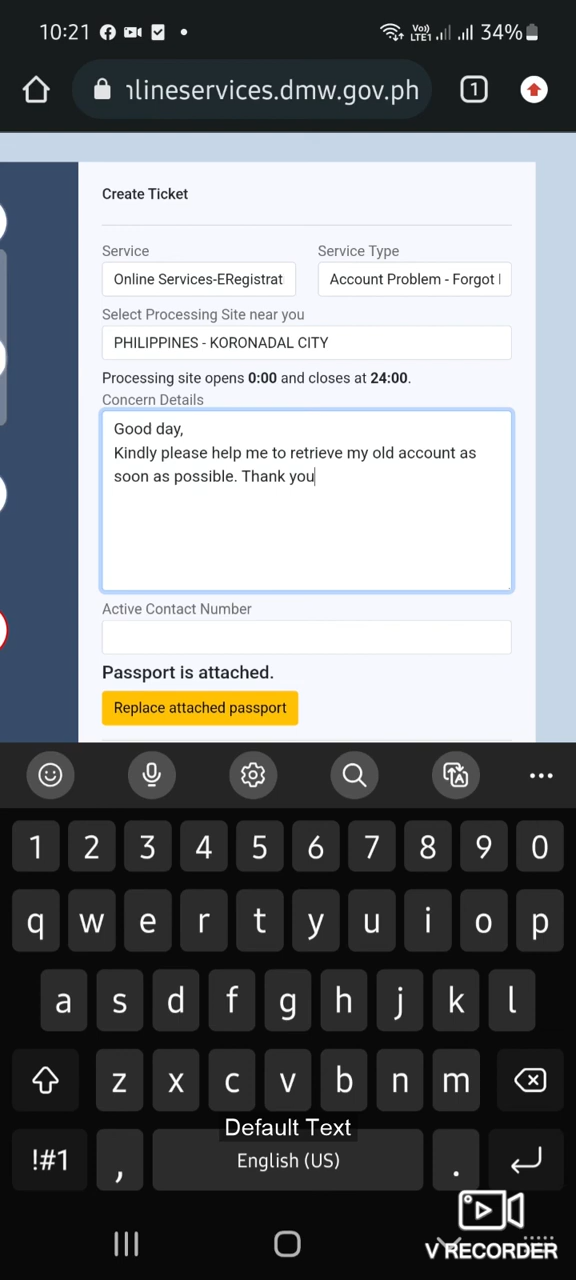 10:21
Vo)) LTE1
34%
lineservices.dmw.gov.ph
1
Create Ticket
Service
Service Type
Online Services-ERegistrat
Account Problem - Forgot
Select Processing Site near you
PHILIPPINES - KORONADAL CITY
Processing site opens 0:00 and closes at 24:00.
Concern Details
Good day,
Kindly please help me to retrieve my old account as
soon as possible. Thank you
Active Contact Number
Passport is attached.
Replace attached passport
1 2 3 4 5 6 7 8 9 0
q w e r t y u i o p
a s d f g h j k l
z x c v b n m
Default Text
!#1 , English (US) .
V RECORDER